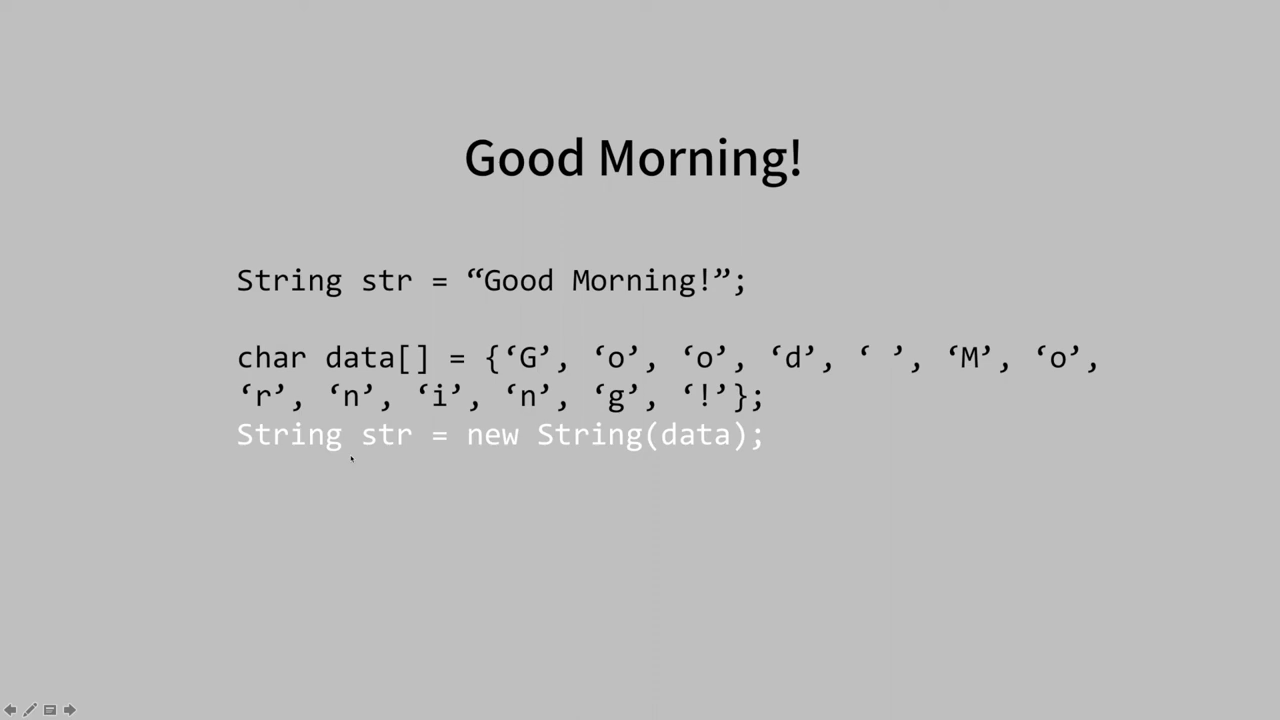 Good Morning!
String str = “Good Morning!”;
char data[] = {‘G’, ‘o’, ‘o’, ‘d’, ‘ ’, ‘M’, ‘o’,
‘r’, ‘n’, ‘i’, ‘n’, ‘g’, ‘!’};
String str = new String(data);